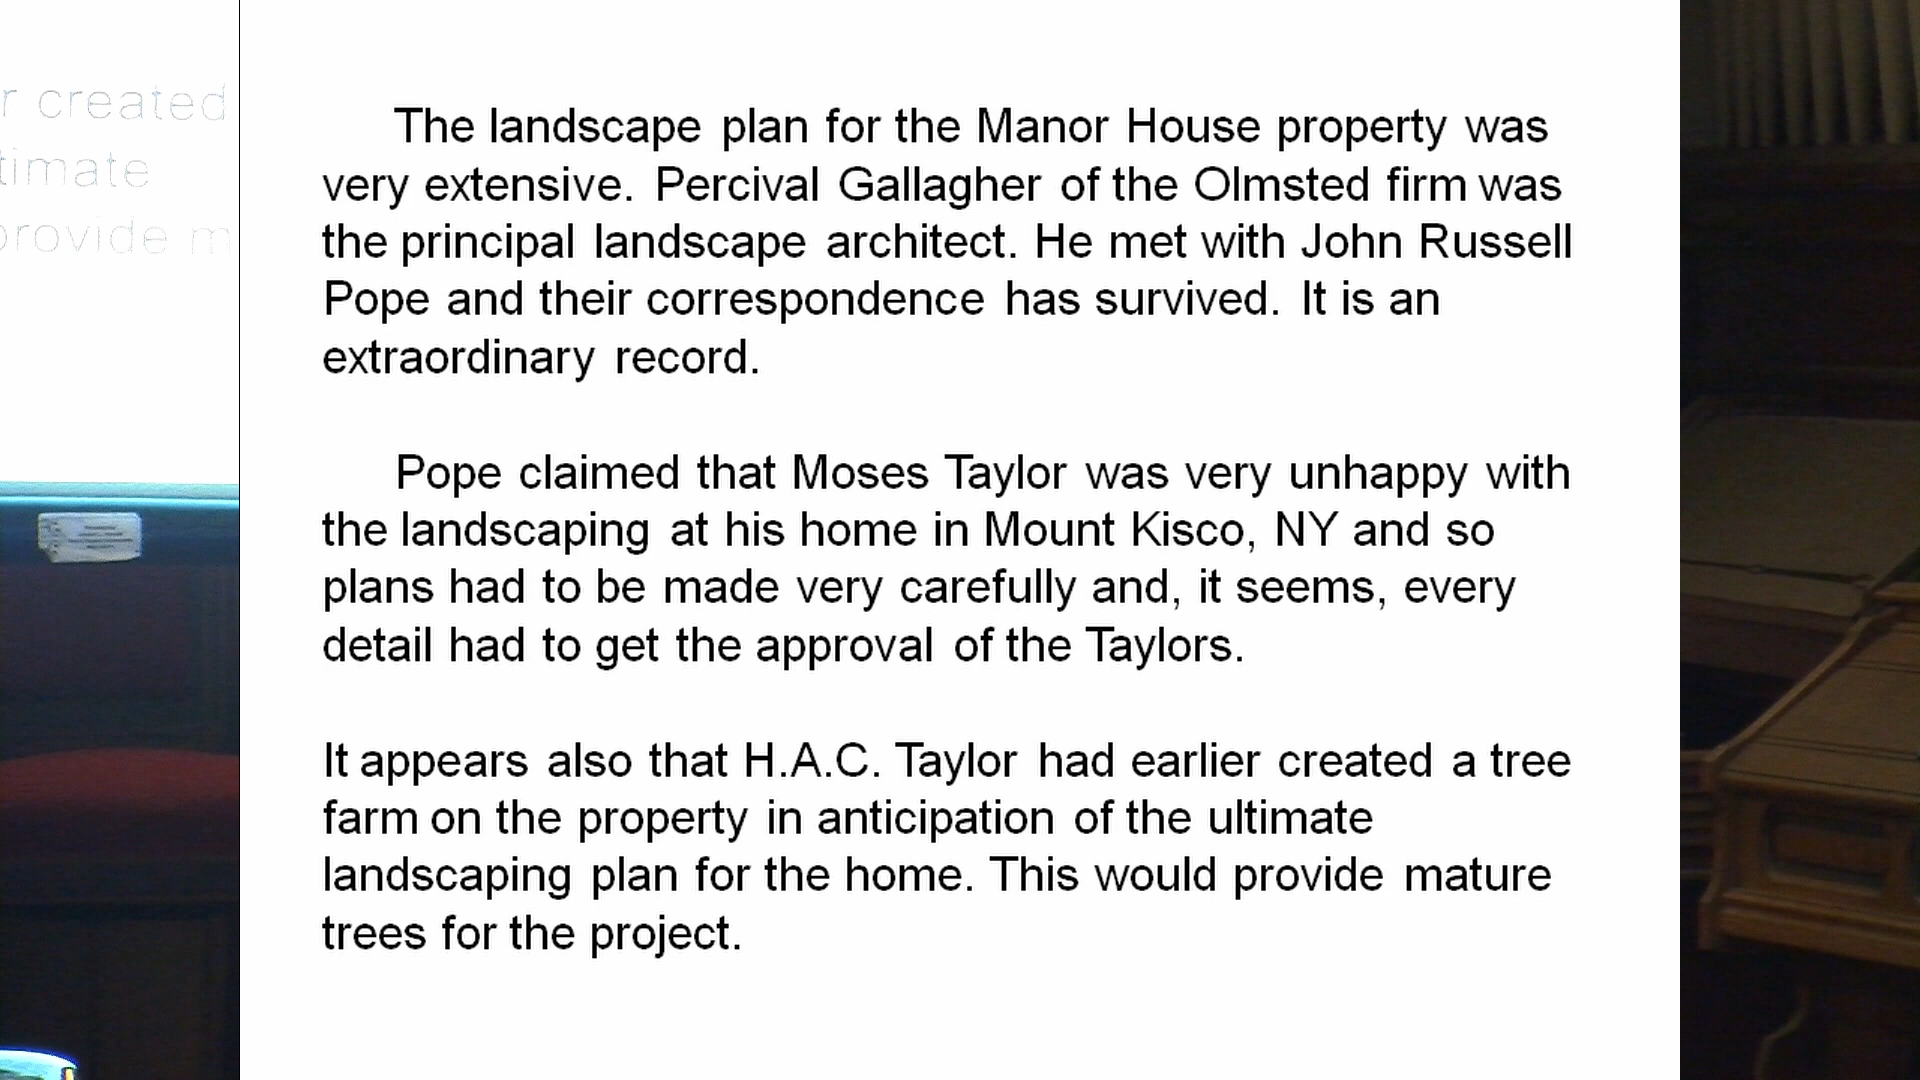 r created
timate
provide m
The landscape plan for the Manor House property was
very extensive. Percival Gallagher of the Olmsted firm was
the principal landscape architect. He met with John Russell
Pope and their correspondence has survived. It is an
extraordinary record.
Pope claimed that Moses Taylor was very unhappy with
the landscaping at his home in Mount Kisco, NY and so
plans had to be made very carefully and, it seems, every
detail had to get the approval of the Taylors.
It appears also that H.A.C. Taylor had earlier created a tree
farm on the property in anticipation of the ultimate
landscaping plan for the home. This would provide mature
trees for the project.